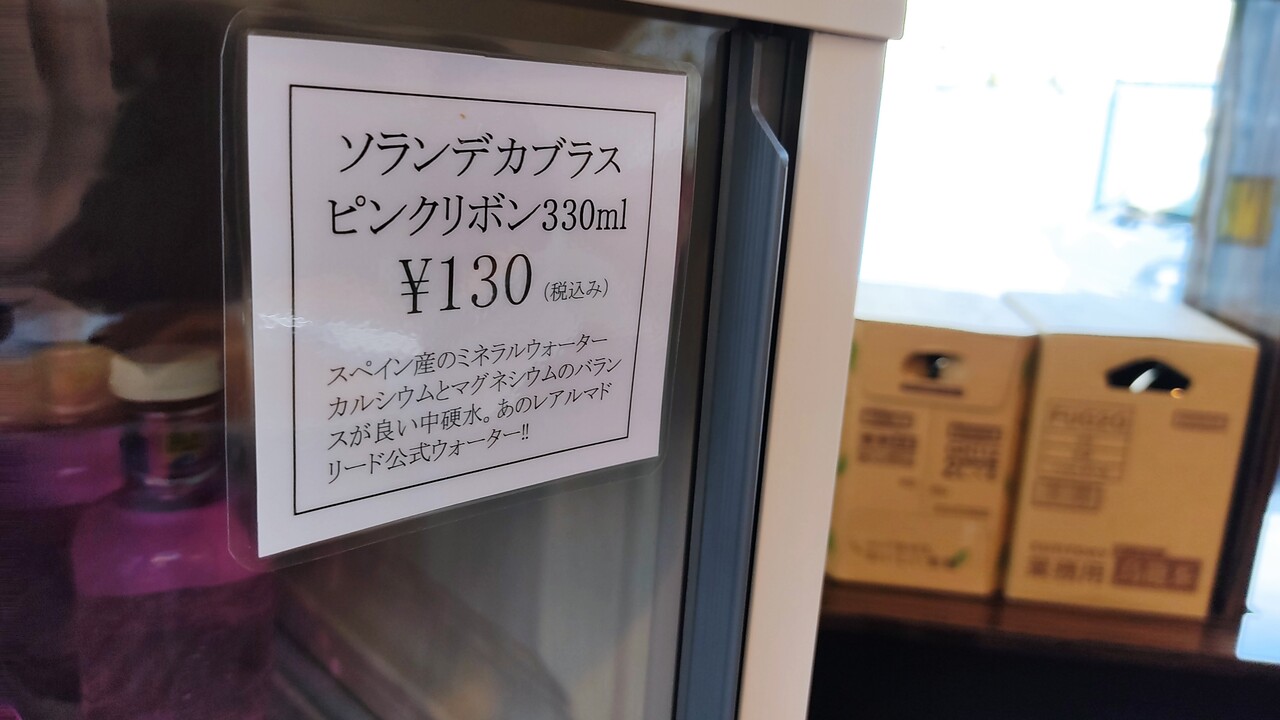 ソランデカブラス
ピンクリボン330ml
¥130 (税込み)
スペイン産のミネラルウォーター
カルシウムとマグネシウムのバラン
スが良い中硬水。あのレアルマド
リード公式ウォーター!!
業務用